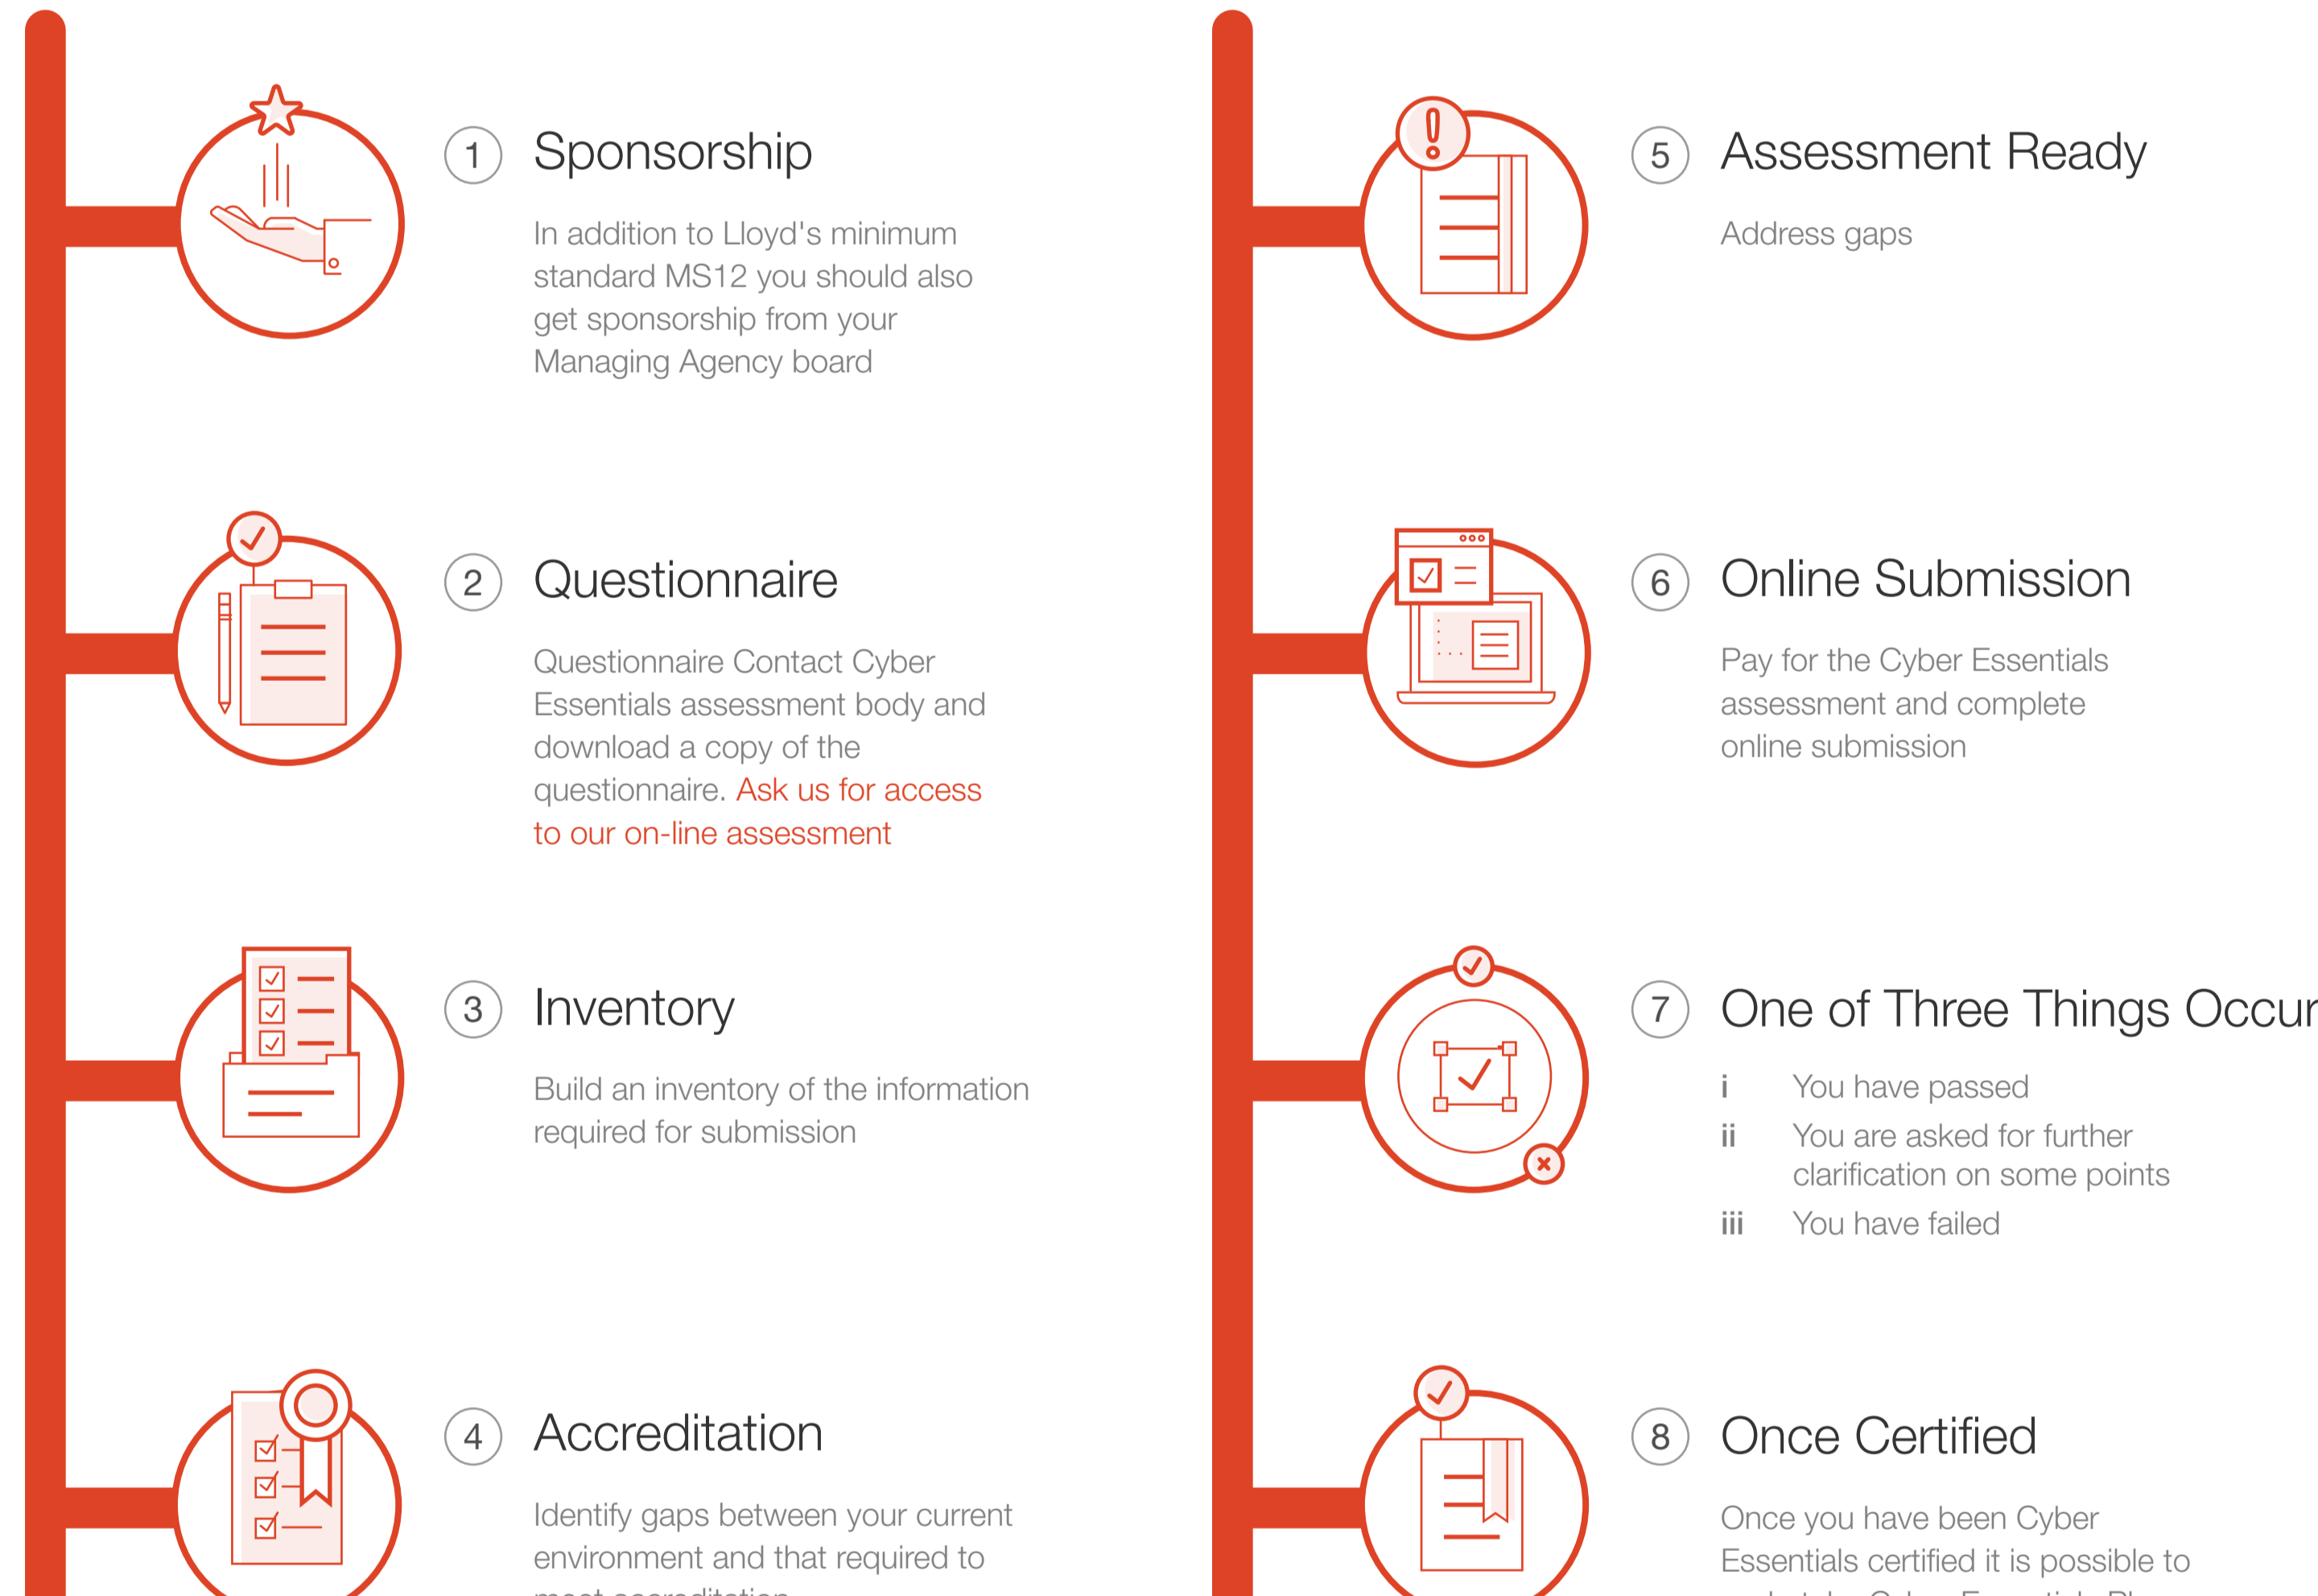 1 Sponsorship
In addition to Lloyd's minimum
standard MS12 you should also
get sponsorship from your
Managing Agency board
2 Questionnaire
Questionnaire Contact Cyber
Essentials assessment body and
download a copy of the
questionnaire. Ask us for access
to our on-line assessment
3 Inventory
Build an inventory of the information
required for submission
4 Accreditation
Identify gaps between your current
environment and that required to
meet accreditation
5 Assessment Ready
Address gaps
6 Online Submission
Pay for the Cyber Essentials
assessment and complete
online submission
7 One of Three Things Occur
i You have passed
ii You are asked for further
clarification on some points
iii You have failed
8 Once Certified
Once you have been Cyber
Essentials certified it is possible to
Cyber Essentials